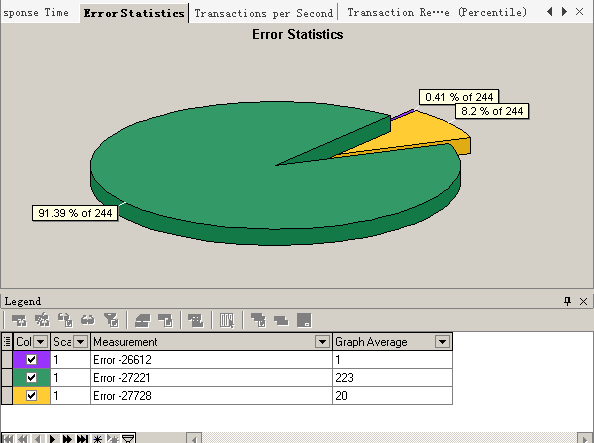 sponse Time Error Statistics Transactions per Second Transaction Re…e (Percentile)
Error Statistics
0.41 % of 244
8.2 % of 244
91.39 % of 244
Legend
Col Sca Measurement Graph Average
1 Error -26612 1
1 Error -27221 223
1 Error -27728 20